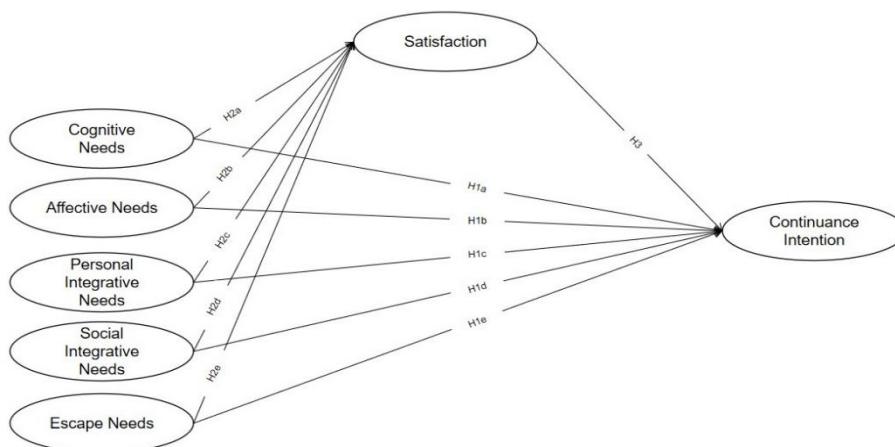 Satisfaction
H2a
Cognitive
Needs
H3
H2b
H1a
Affective Needs
H1b
Continuance
Intention
H2c
H1c
Personal
Integrative
Needs
H1d
H2d
Social
Integrative
Needs
H1e
H2e
Escape Needs